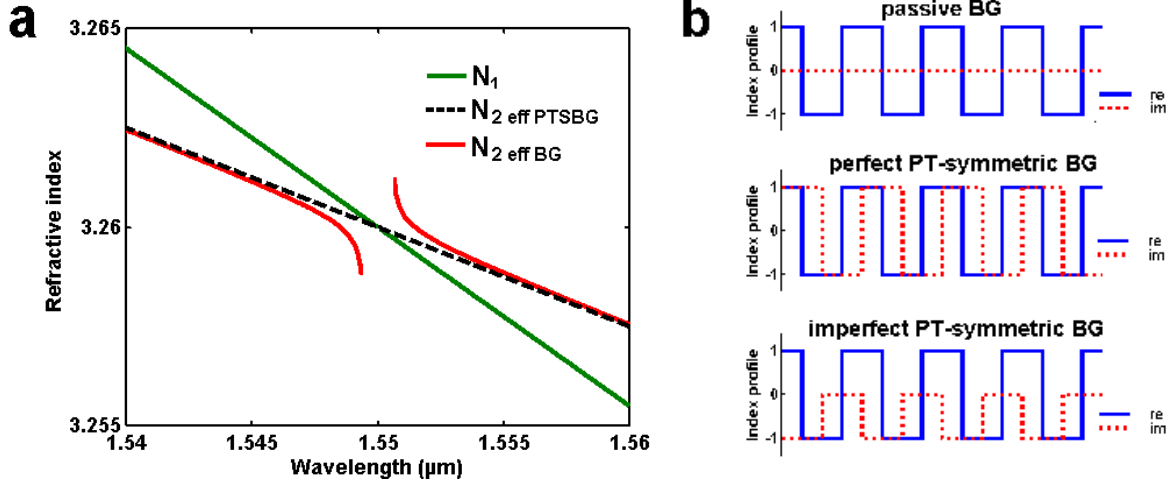 a
3.265
3.26
3.255
Refractive index
1.54
1.545
1.55
1.555
1.56
Wavelength (µm)
N1
N2 eff PTSBG
N2 eff BG
b
passive BG
Index profile
1
0
-1
re
im
perfect PT-symmetric BG
Index profile
1
0
-1
re
im
imperfect PT-symmetric BG
Index profile
1
0
-1
re
im